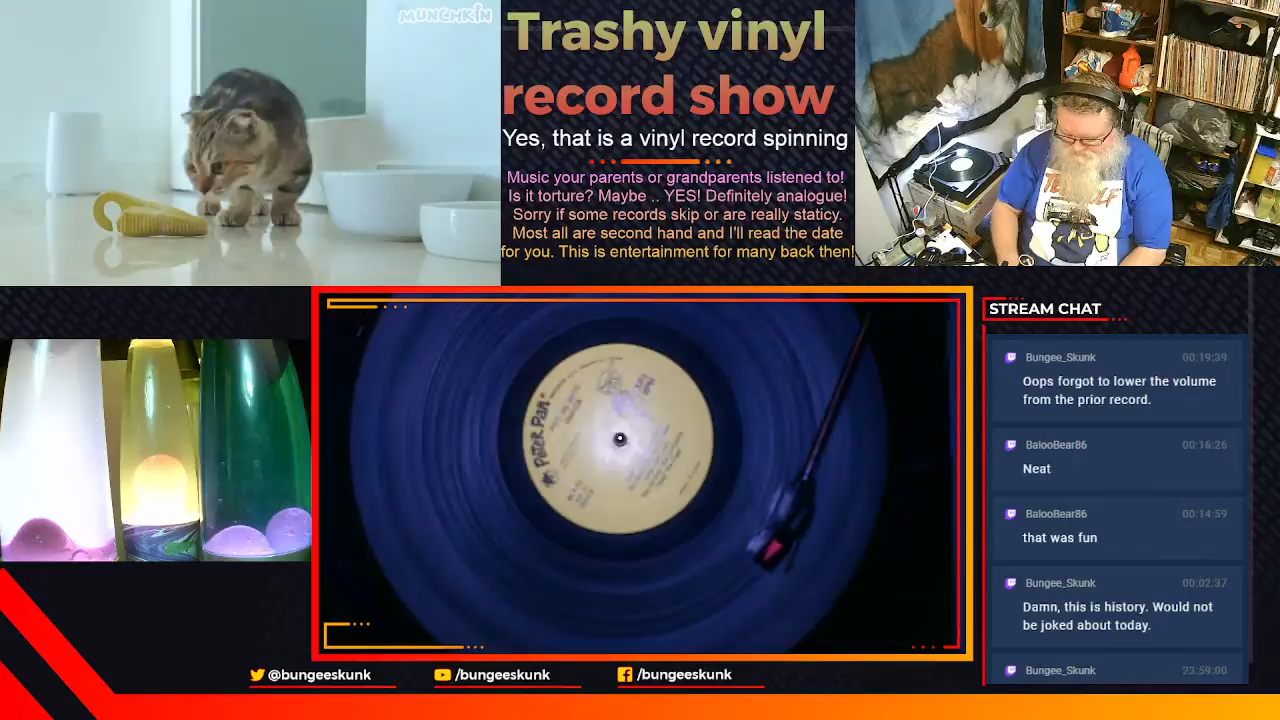 MUNCHKIN
Trashy vinyl
record show
Yes, that is a vinyl record spinning
Music your parents or grandparents listened to!
Is it torture? Maybe .. YES! Definitely analogue!
Sorry if some records skip or are really staticy.
Most all are second hand and I'll read the date
for you. This is entertainment for many back then!
PETER PAN
STREAM CHAT
Bungee_Skunk 00:19:39
Oops forgot to lower the volume
from the prior record.
BalooBear86 00:16:26
Neat
BalooBear86 00:14:59
that was fun
Bungee_Skunk 00:02:37
Damn, this is history. Would not
be joked about today.
Bungee_Skunk 23:59:00
@bungeeskunk
/bungeeskunk
/bungeeskunk